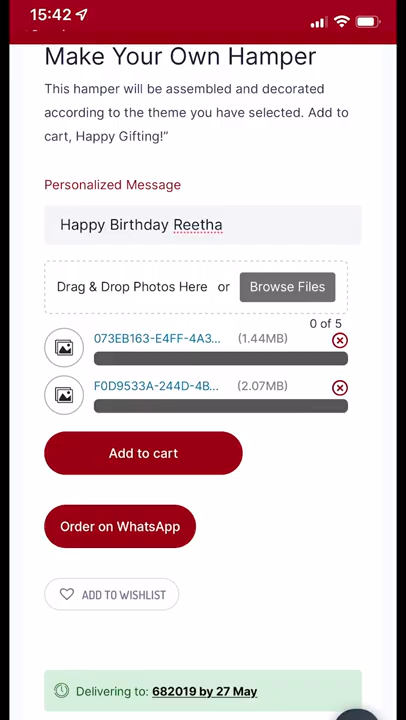 15:42
Make Your Own Hamper
This hamper will be assembled and decorated
according to the theme you have selected. Add to
cart, Happy Gifting!”
Personalized Message
Happy Birthday Reetha
Drag & Drop Photos Here or Browse Files
0 of 5
073EB163-E4FF-4A3... (1.44MB)
F0D9533A-244D-4B... (2.07MB)
Add to cart
Order on WhatsApp
ADD TO WISHLIST
Delivering to: 682019 by 27 May